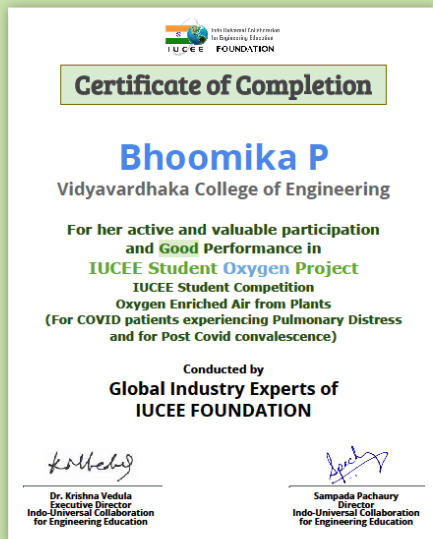 Indo Universal Collaboration
for Engineering Education
IUCEE FOUNDATION
Certificate of Completion
Bhoomika P
Vidyavardhaka College of Engineering
For her active and valuable participation
and Good Performance in
IUCEE Student Oxygen Project
IUCEE Student Competition
Oxygen Enriched Air from Plants
(For COVID patients experiencing Pulmonary Distress
and for Post Covid convalescence)
Conducted by
Global Industry Experts of
IUCEE FOUNDATION
Dr. Krishna Vedula
Executive Director
Indo-Universal Collaboration
for Engineering Education
Sampada Pachaury
Director
Indo-Universal Collaboration
for Engineering Education